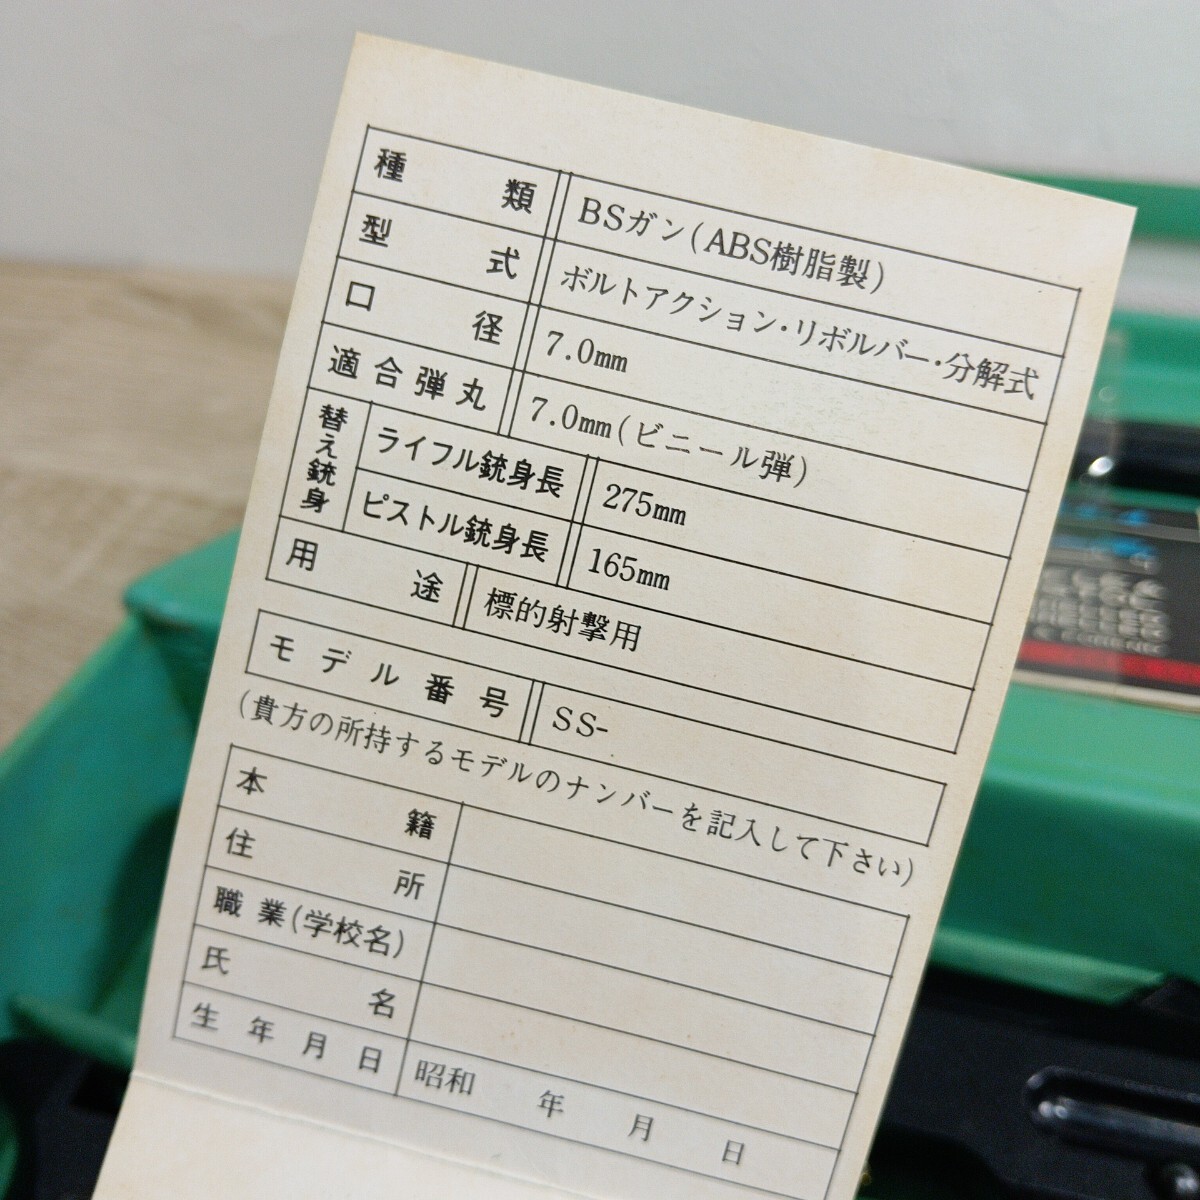 種類 BSガン(ABS樹脂製)
型式 ボルトアクション・リボルバー・分解式
口径 7.0mm
適合弾丸 7.0mm(ビニール弾)
替え銃身 ライフル銃身長 275mm
ピストル銃身長 165mm
用途 標的射撃用
モデル番号 SS-
(貴方の所持するモデルのナンバーを記入して下さい)
本籍
住所
職業(学校名)
氏名
生年月日 昭和 年 月 日